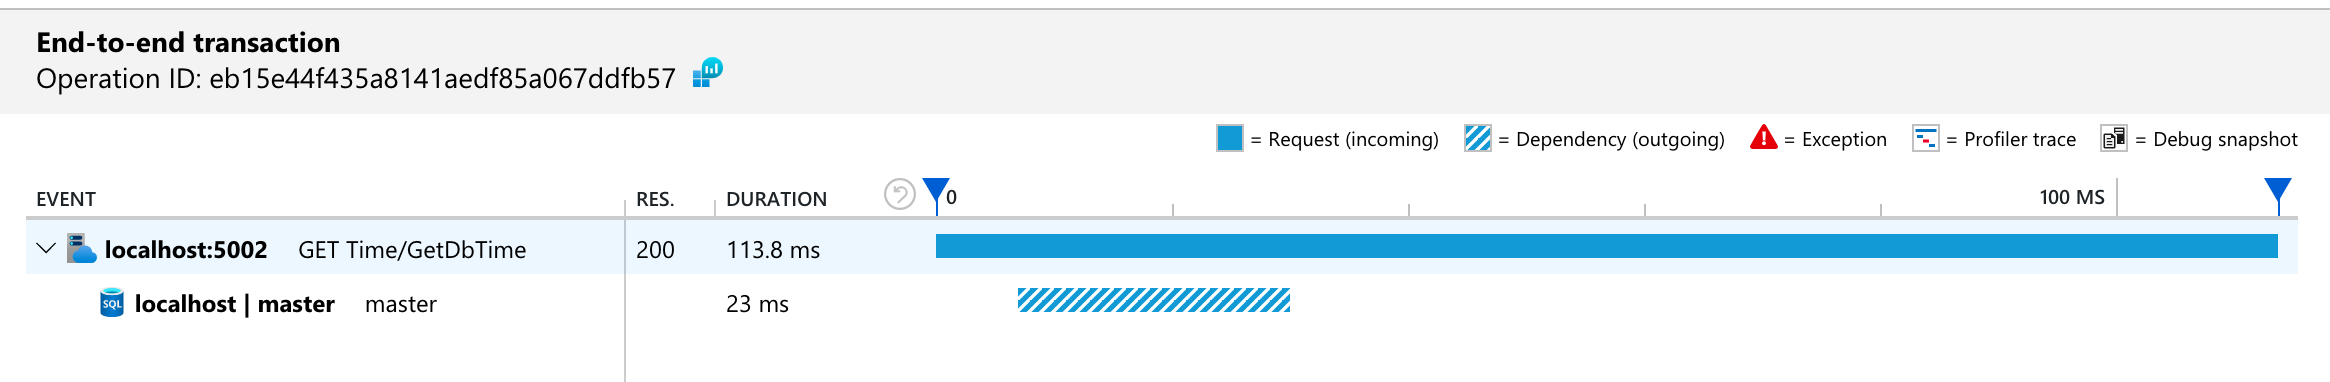 End-to-end transaction
Operation ID: eb15e44f435a8141aedf85a067ddfb57
= Request (incoming) = Dependency (outgoing) = Exception = Profiler trace = Debug snapshot
EVENT RES. DURATION 0 100 MS
localhost:5002 GET Time/GetDbTime 200 113.8 ms
SQL localhost | master master 23 ms